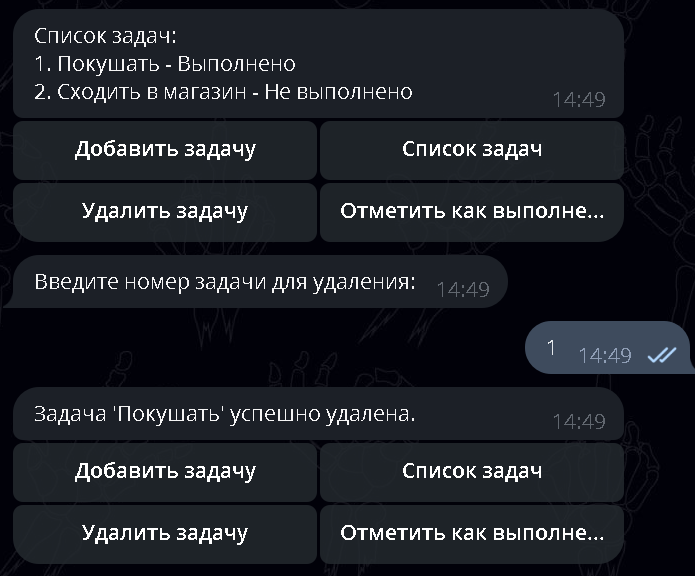 Список задач:
1. Покушать - Выполнено
2. Сходить в магазин - Не выполнено
14:49
Добавить задачу
Список задач
Удалить задачу
Отметить как выполне...
Введите номер задачи для удаления:
14:49
1
14:49
Задача 'Покушать' успешно удалена.
14:49
Добавить задачу
Список задач
Удалить задачу
Отметить как выполне...